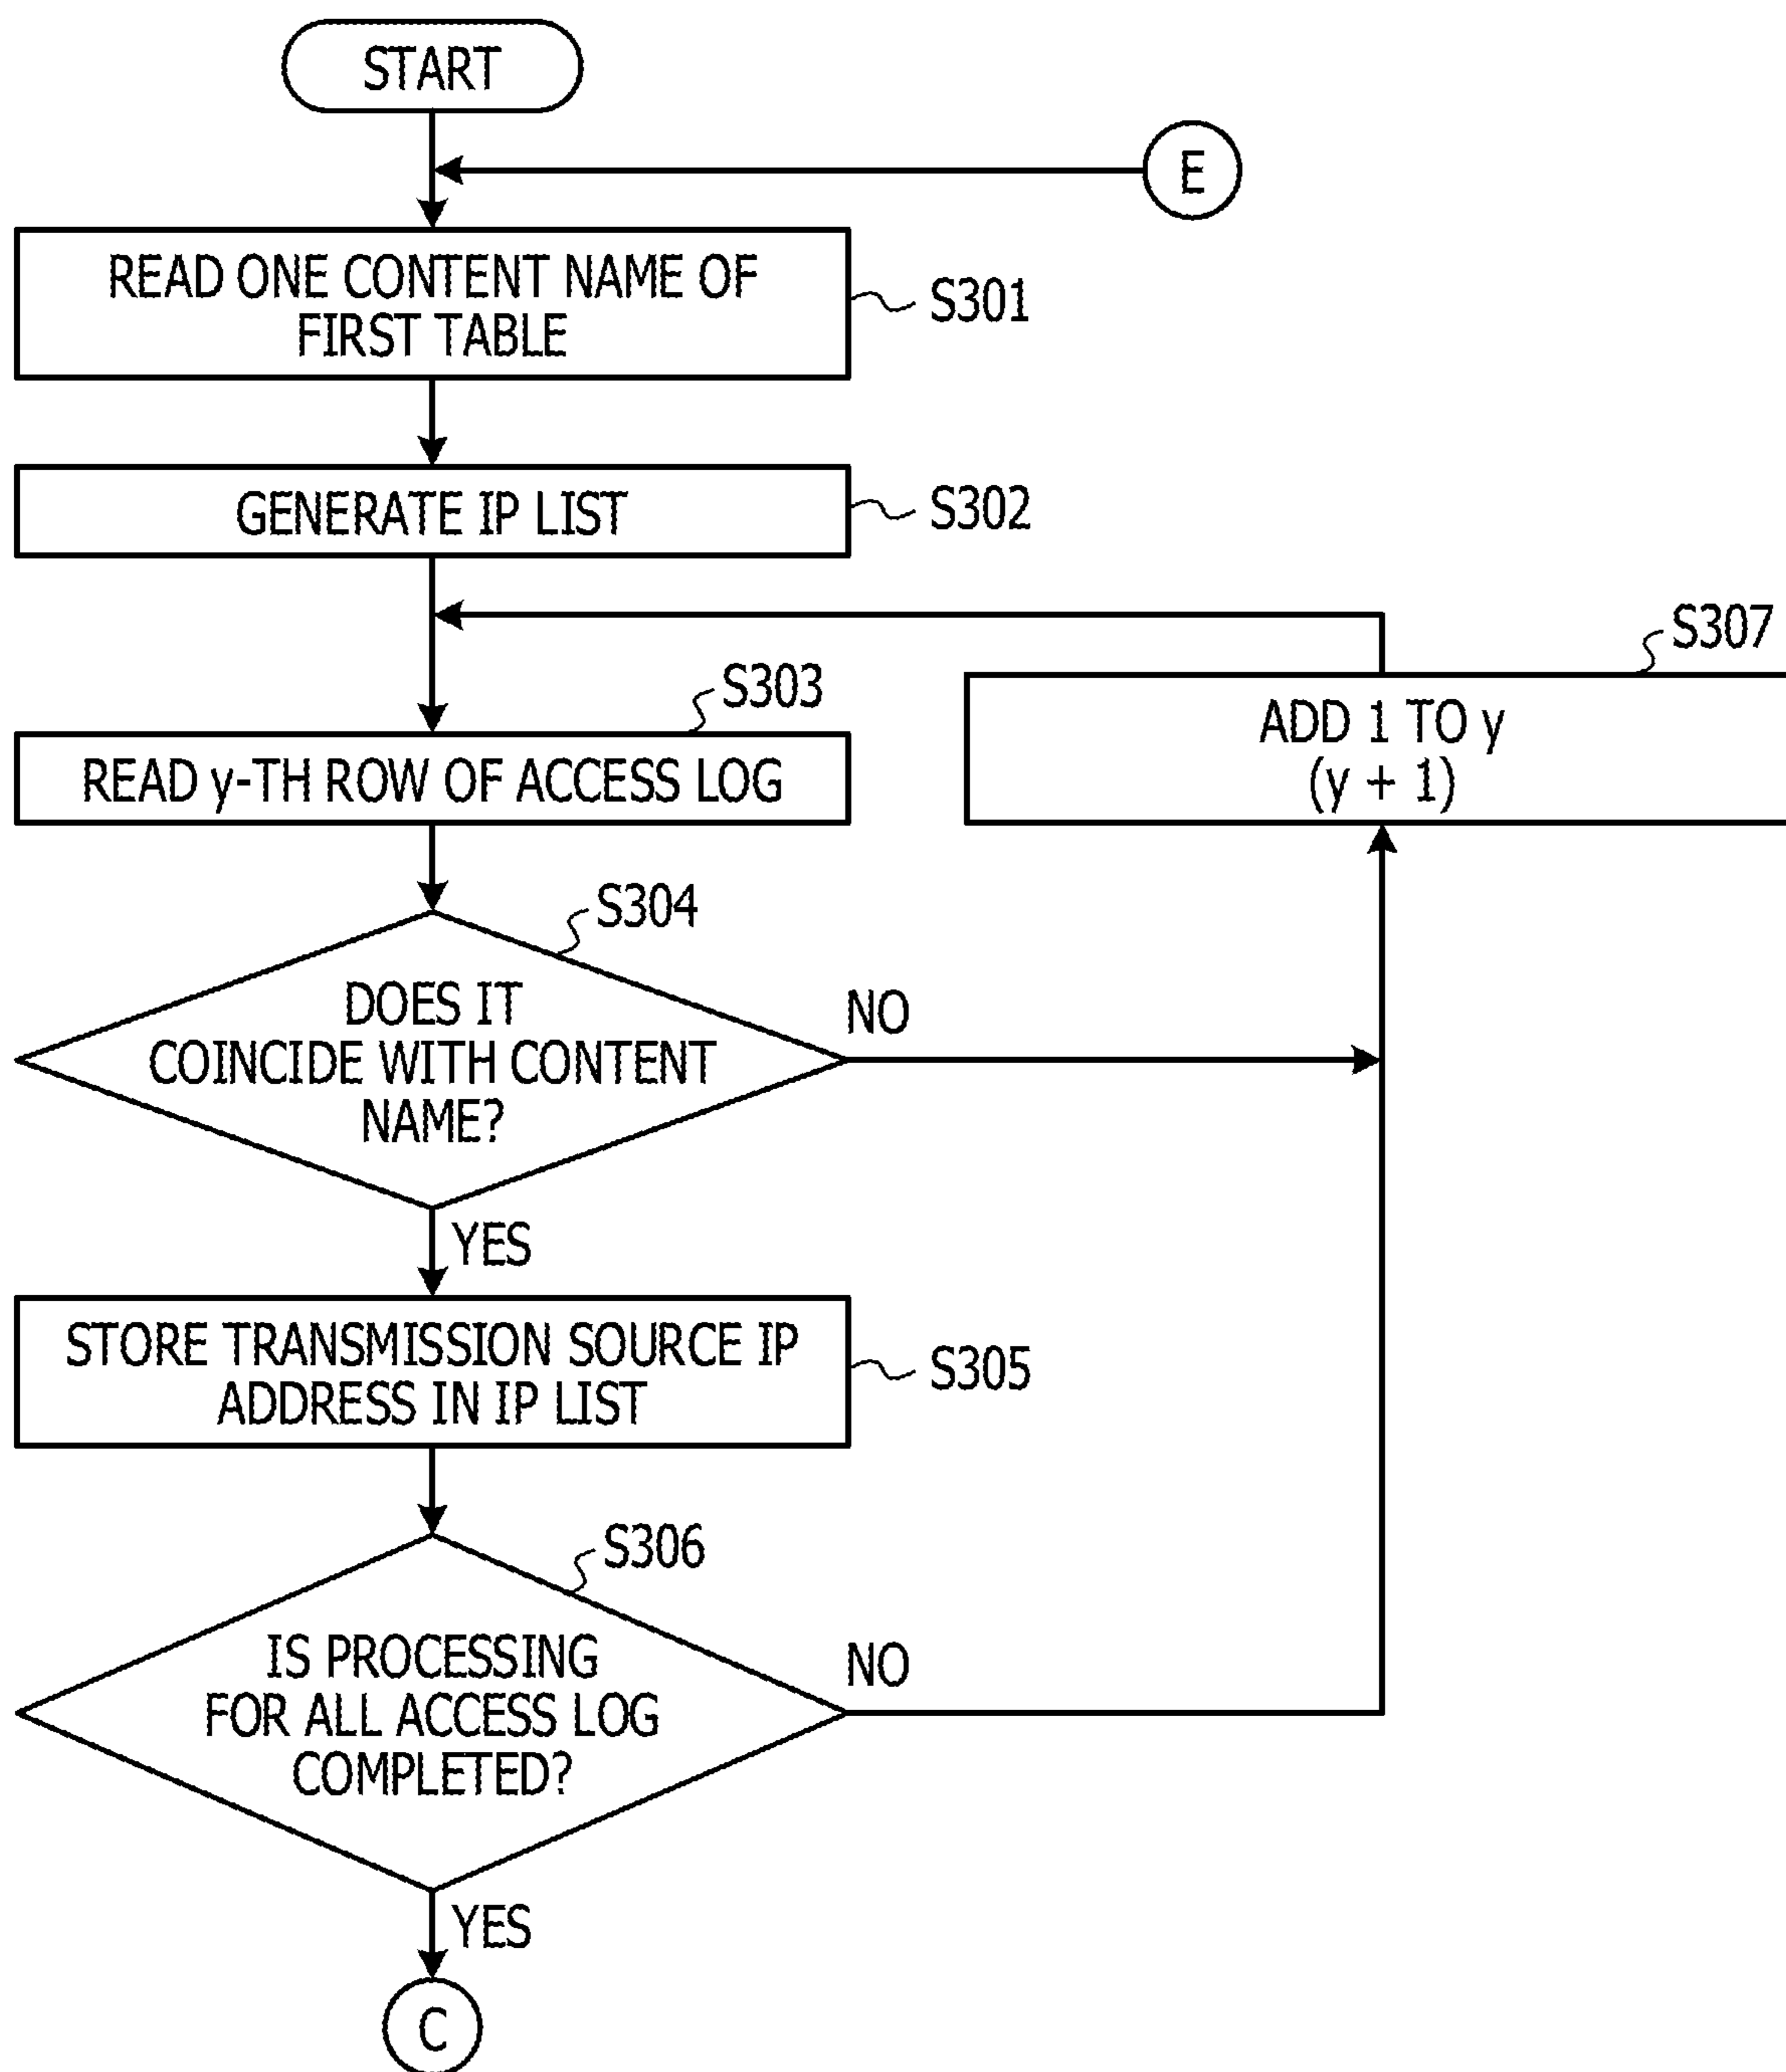 START
E
READ ONE CONTENT NAME OF
FIRST TABLE
S301
GENERATE IP LIST
S302
S307
ADD 1 TO y
(y + 1)
S303
READ y-TH ROW OF ACCESS LOG
S304
DOES IT
COINCIDE WITH CONTENT
NAME?
NO
YES
STORE TRANSMISSION SOURCE IP
ADDRESS IN IP LIST
S305
S306
IS PROCESSING
FOR ALL ACCESS LOG
COMPLETED?
NO
YES
C